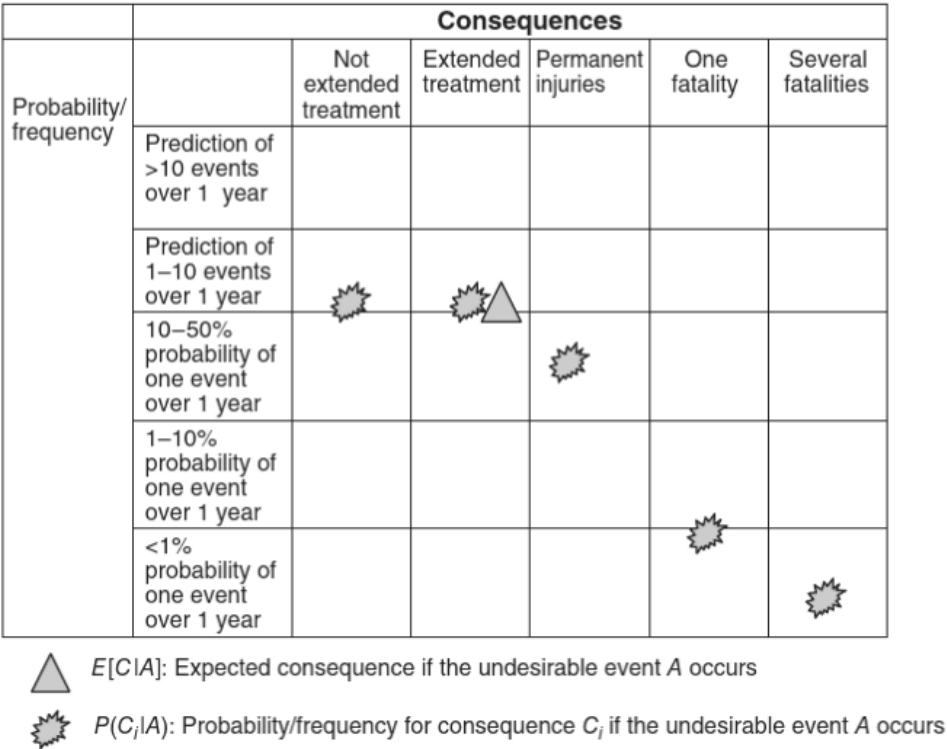 Consequences
Probability/
frequency
Not
extended
treatment
Extended
treatment
Permanent
injuries
One
fatality
Several
fatalities
Prediction of
>10 events
over 1 year
Prediction of
1–10 events
over 1 year
10–50%
probability of
one event
over 1 year
1–10%
probability of
one event
over 1 year
<1%
probability of
one event
over 1 year
E[C|A]: Expected consequence if the undesirable event A occurs
P(Cᵢ|A): Probability/frequency for consequence Cᵢ if the undesirable event A occurs